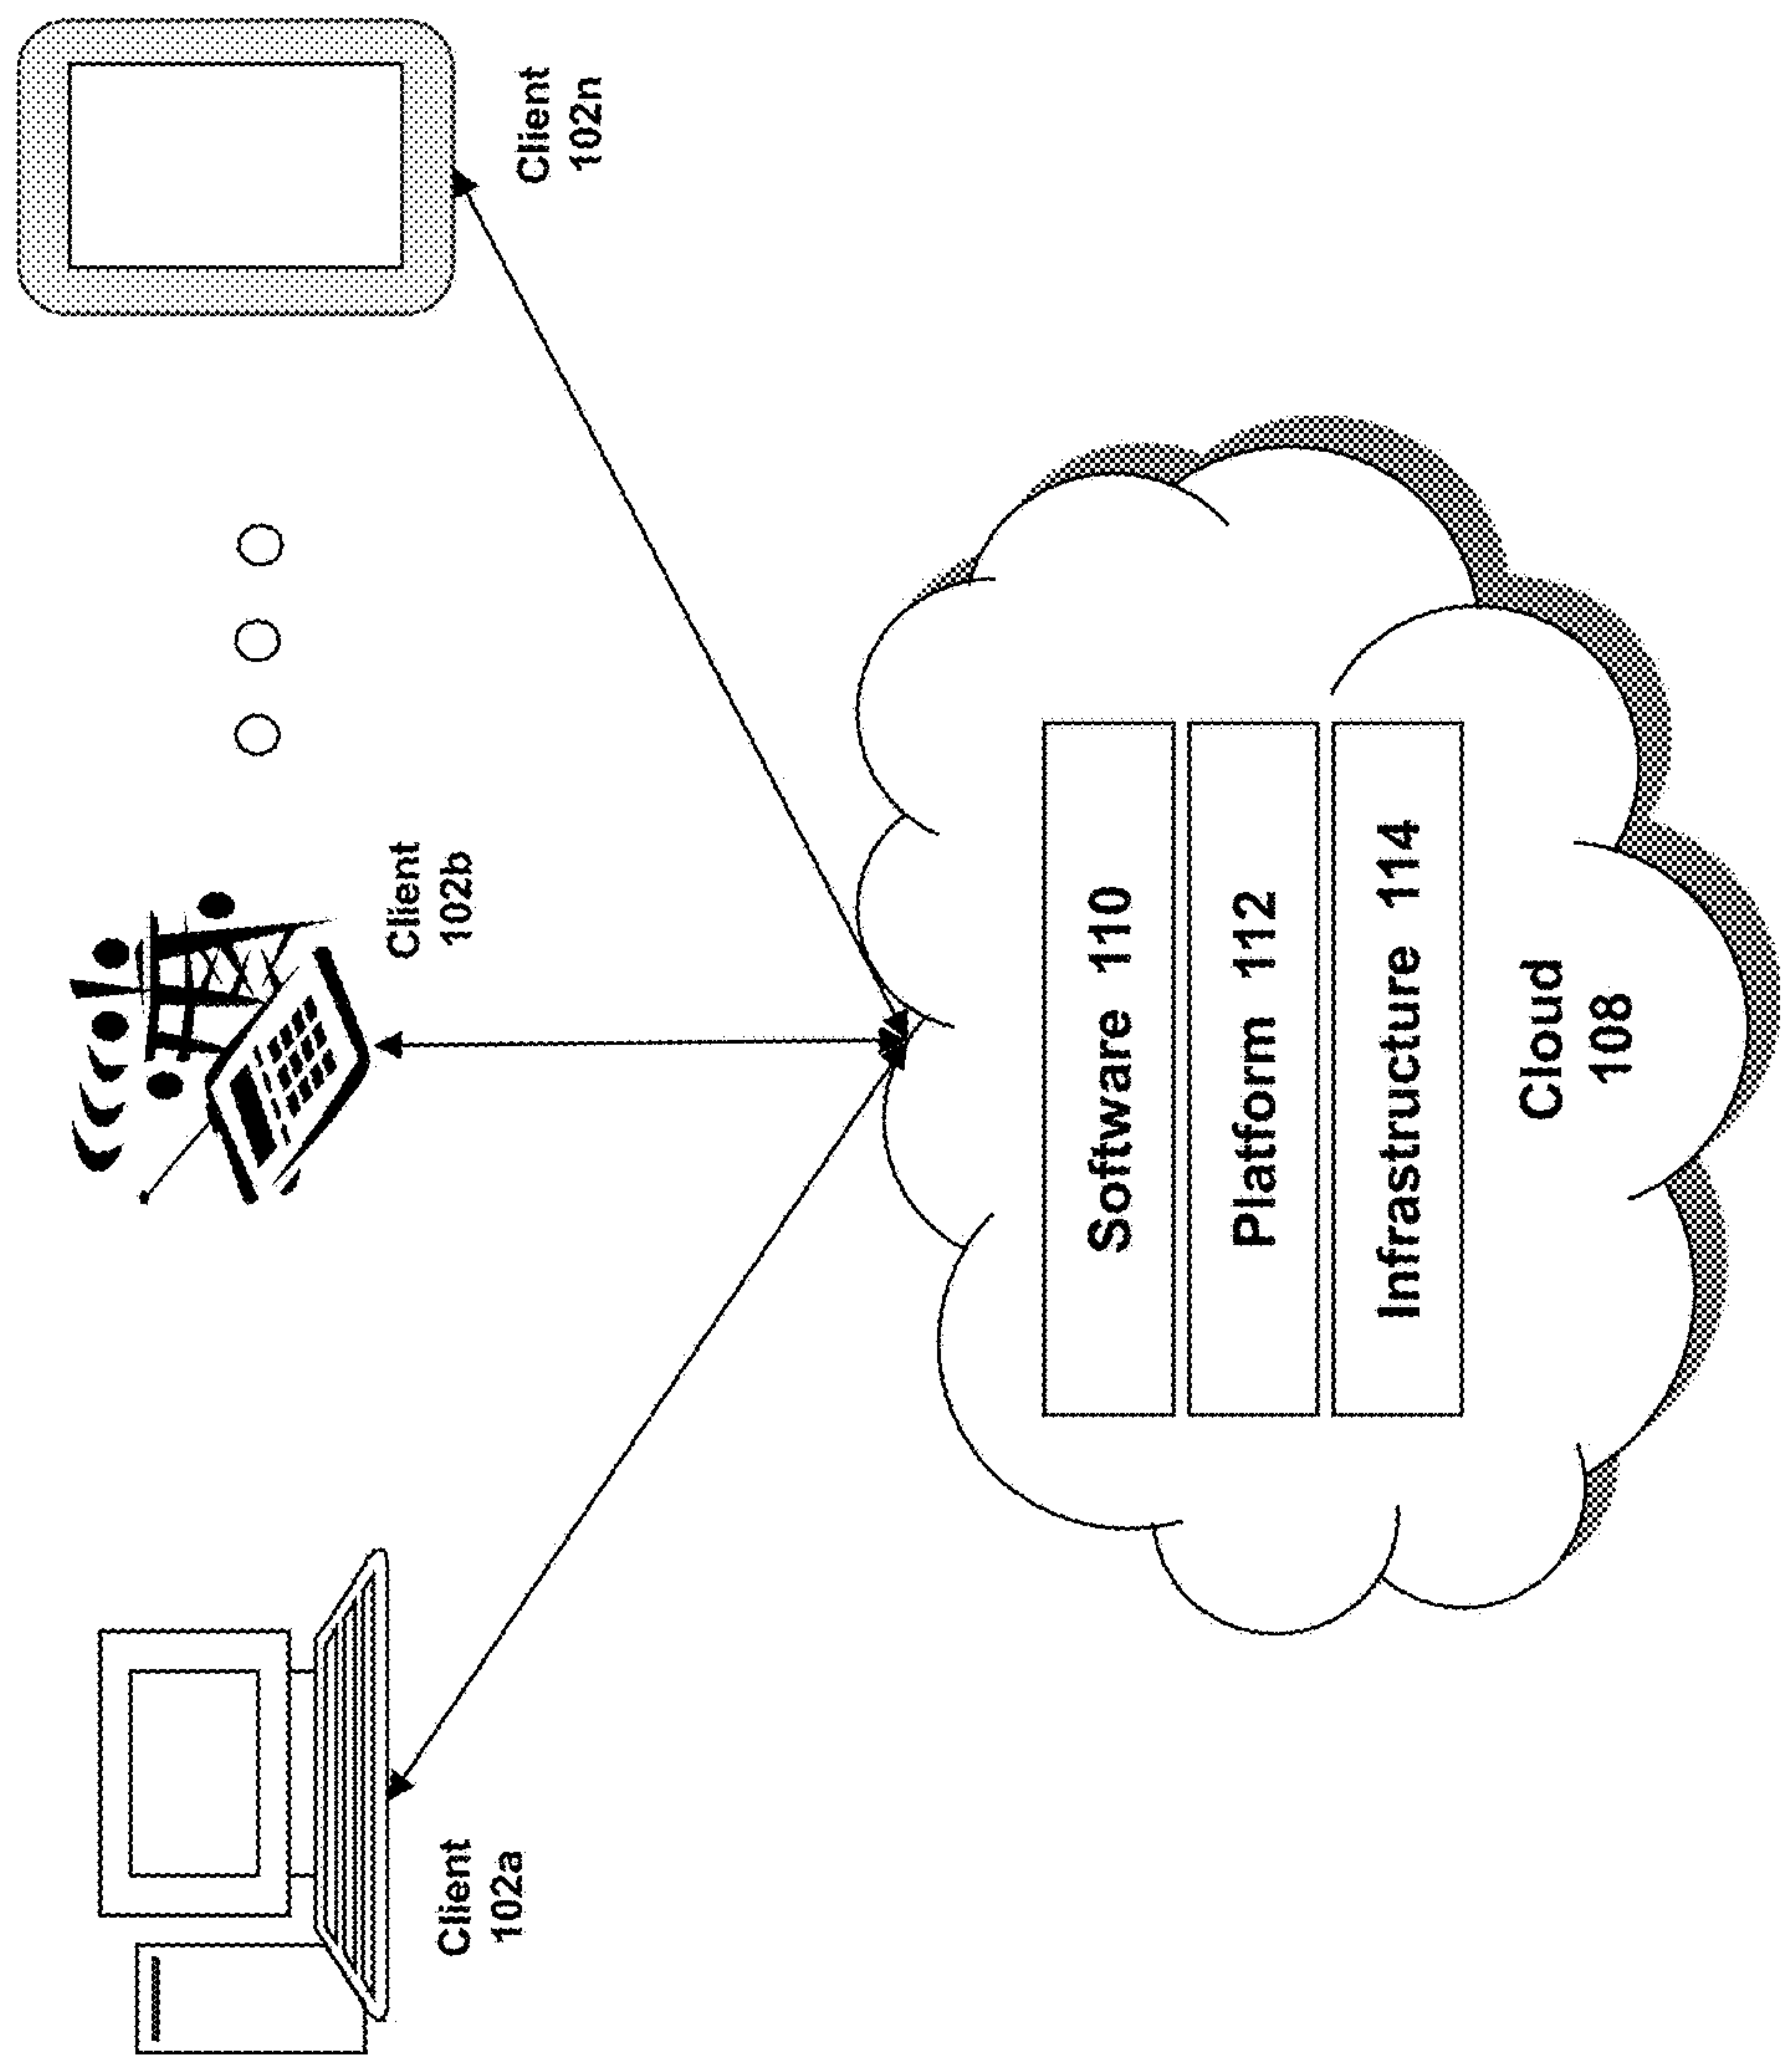 Client
102a
Client
102b
Client
102n
Software 110
Platform 112
Infrastructure 114
Cloud
108